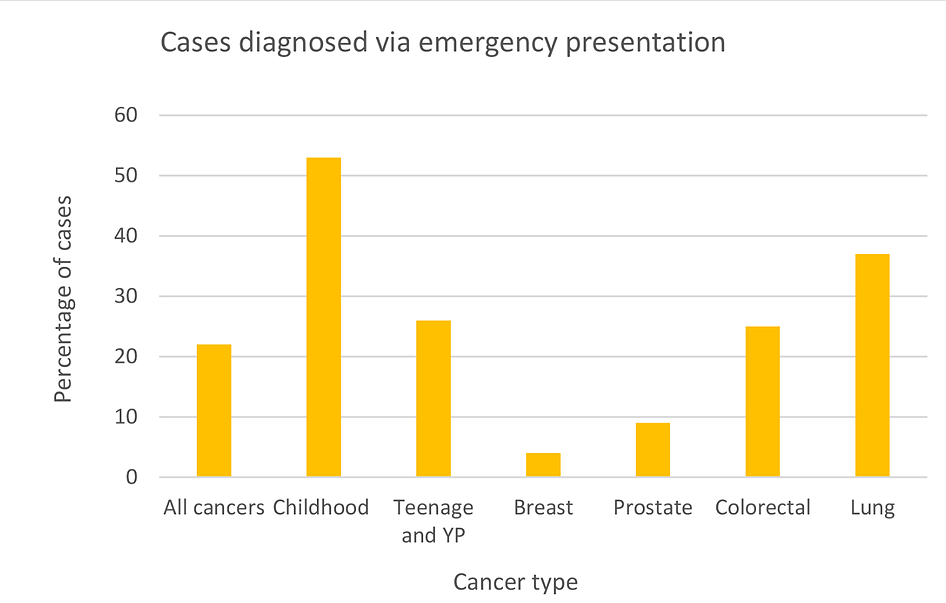 Cases diagnosed via emergency presentation
60
50
40
30
20
10
0
Percentage of cases
All cancers Childhood Teenage Breast Prostate Colorectal Lung
and YP
Cancer type